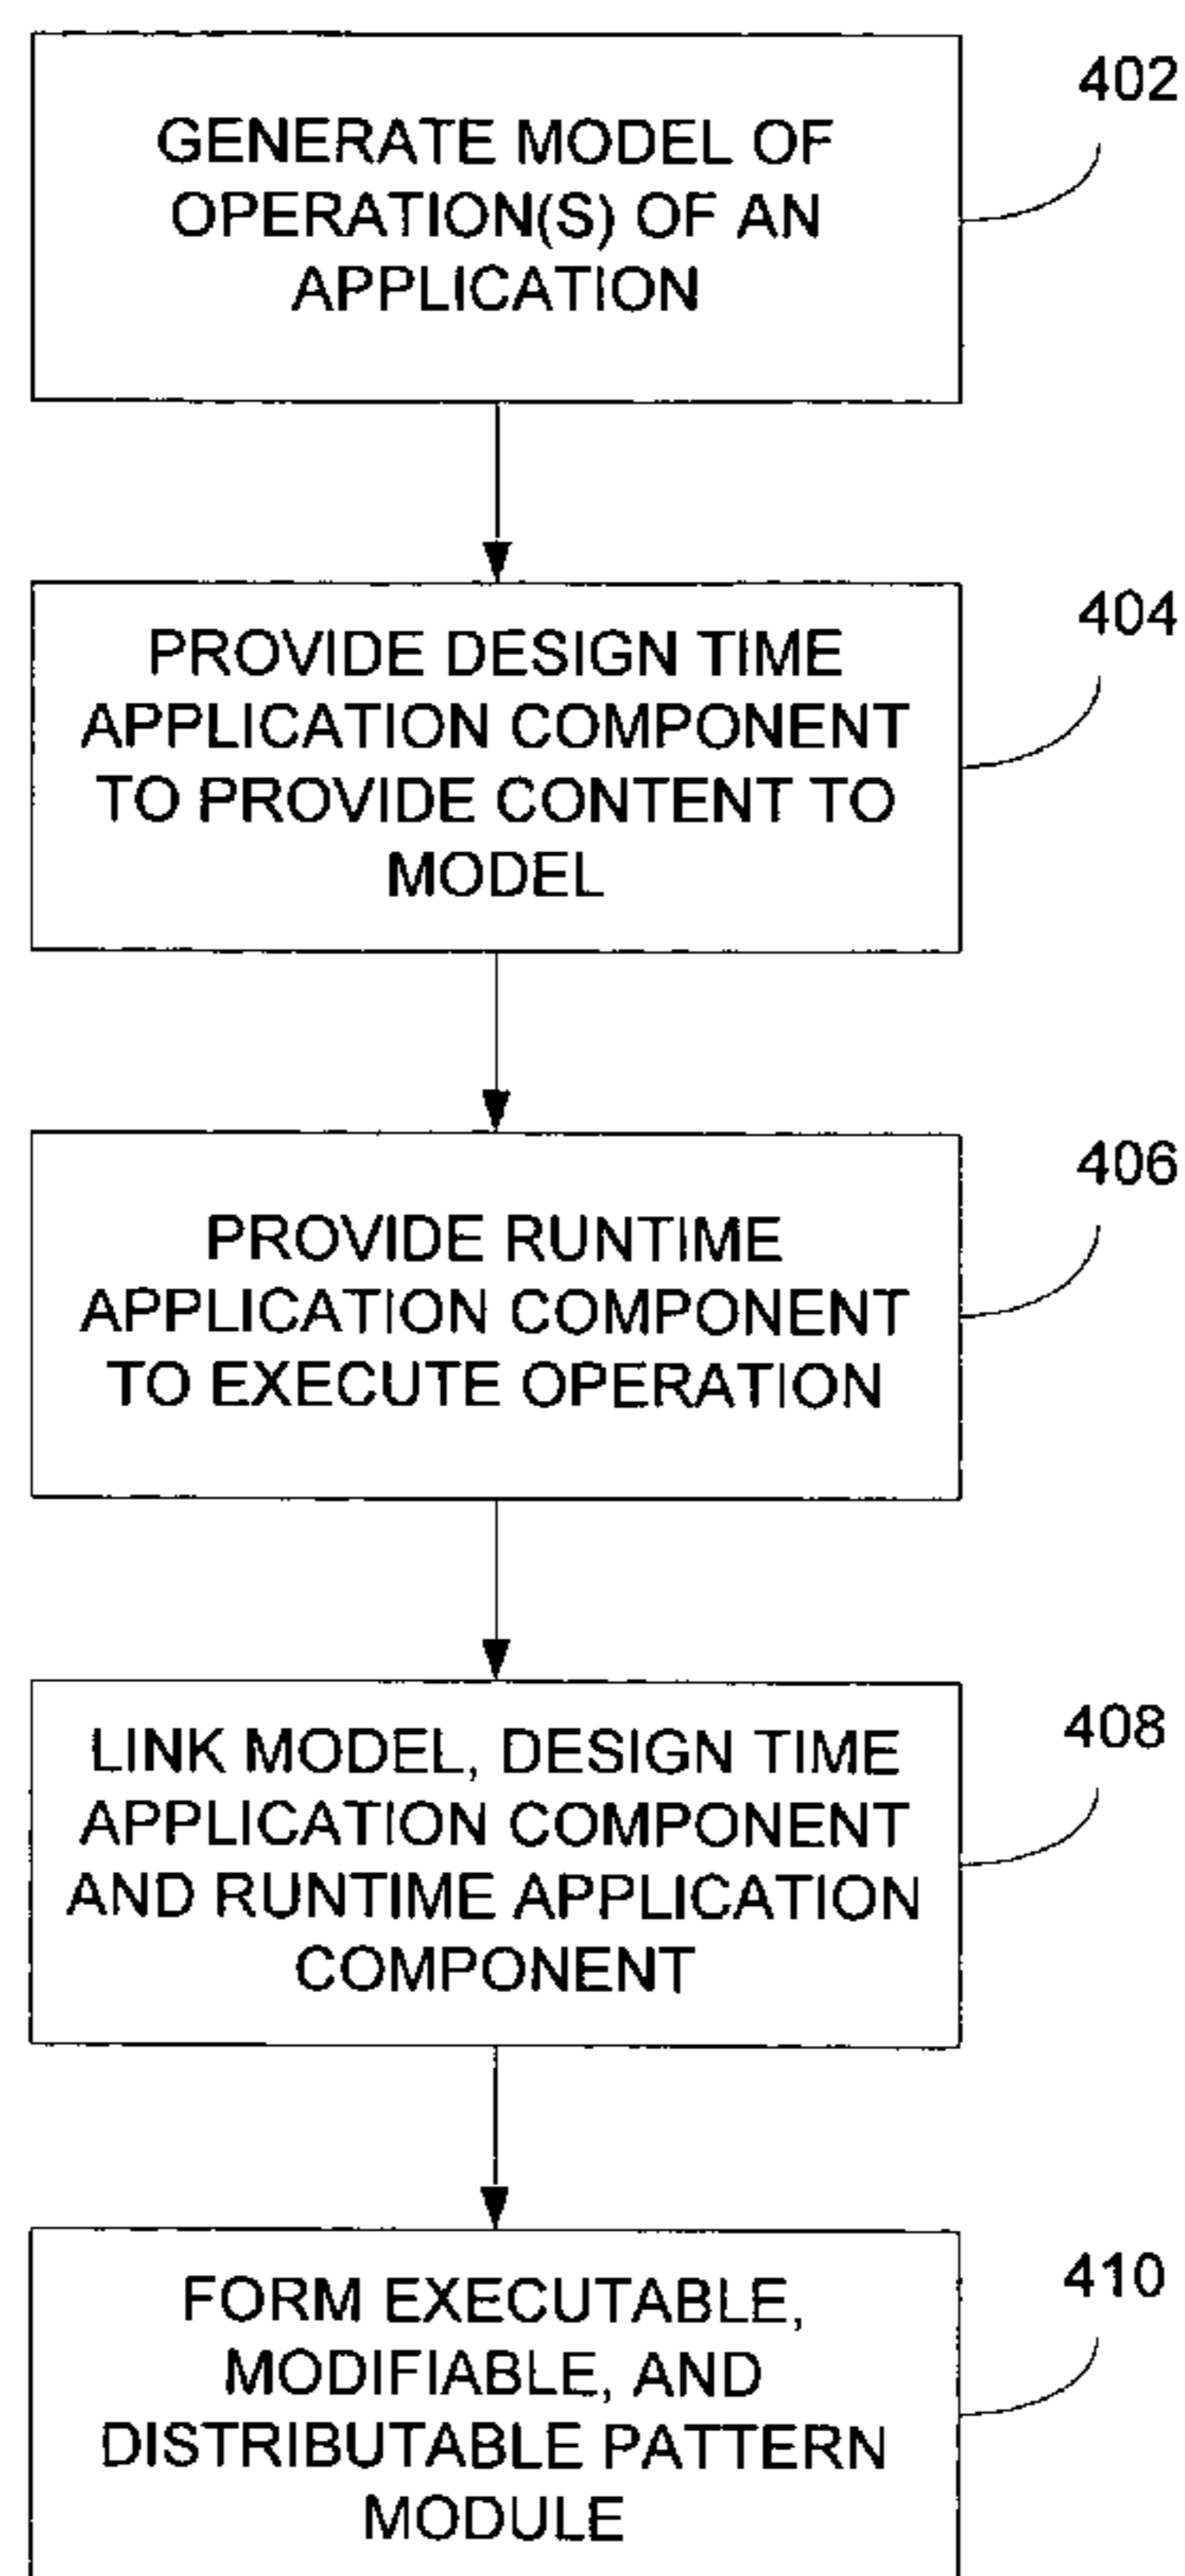 402
GENERATE MODEL OF
OPERATION(S) OF AN
APPLICATION
404
PROVIDE DESIGN TIME
APPLICATION COMPONENT
TO PROVIDE CONTENT TO
MODEL
406
PROVIDE RUNTIME
APPLICATION COMPONENT
TO EXECUTE OPERATION
408
LINK MODEL, DESIGN TIME
APPLICATION COMPONENT
AND RUNTIME APPLICATION
COMPONENT
410
FORM EXECUTABLE,
MODIFIABLE, AND
DISTRIBUTABLE PATTERN
MODULE